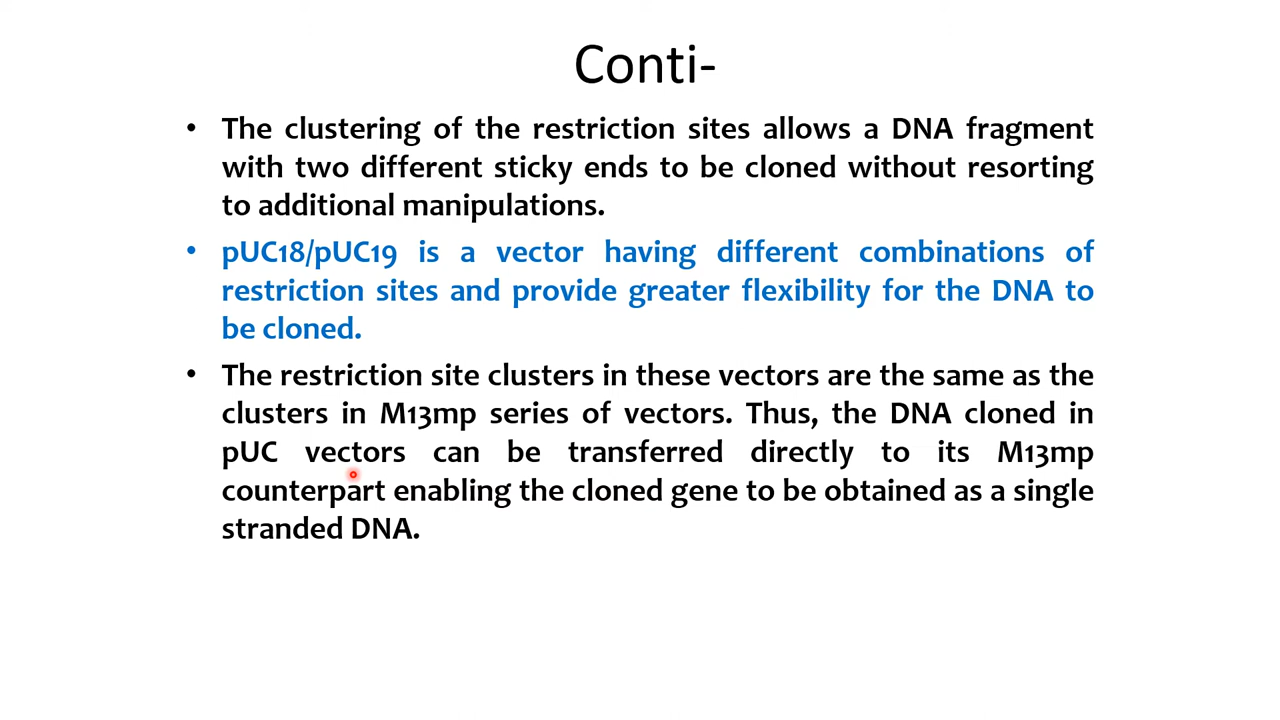 Conti-
• The clustering of the restriction sites allows a DNA fragment
with two different sticky ends to be cloned without resorting
to additional manipulations.
• pUC18/pUC19 is a vector having different combinations of
restriction sites and provide greater flexibility for the DNA to
be cloned.
• The restriction site clusters in these vectors are the same as the
clusters in M13mp series of vectors. Thus, the DNA cloned in
pUC vectors can be transferred directly to its M13mp
counterpart enabling the cloned gene to be obtained as a single
stranded DNA.